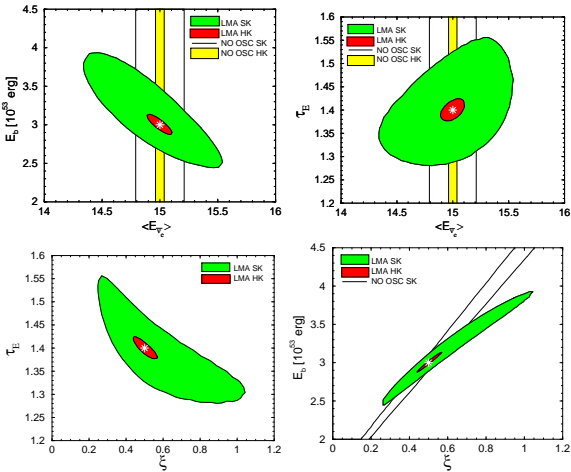 LMA SK
LMA HK
NO OSC SK
NO OSC HK
E_b [10^53 erg]
4.5
4
3.5
3
2.5
2
14
14.5
15
15.5
16
<E_ν̄e>
LMA SK
LMA HK
NO OSC SK
NO OSC HK
τ_E
1.6
1.55
1.5
1.45
1.4
1.35
1.3
1.25
1.2
14
14.5
15
15.5
16
<E_ν̄e>
LMA SK
LMA HK
τ_E
1.6
1.55
1.5
1.45
1.4
1.35
1.3
1.25
1.2
0
0.2
0.4
0.6
0.8
1
1.2
ξ
LMA SK
LMA HK
NO OSC SK
E_b [10^53 erg]
4.5
4
3.5
3
2.5
2
0
0.2
0.4
0.6
0.8
1
1.2
ξ